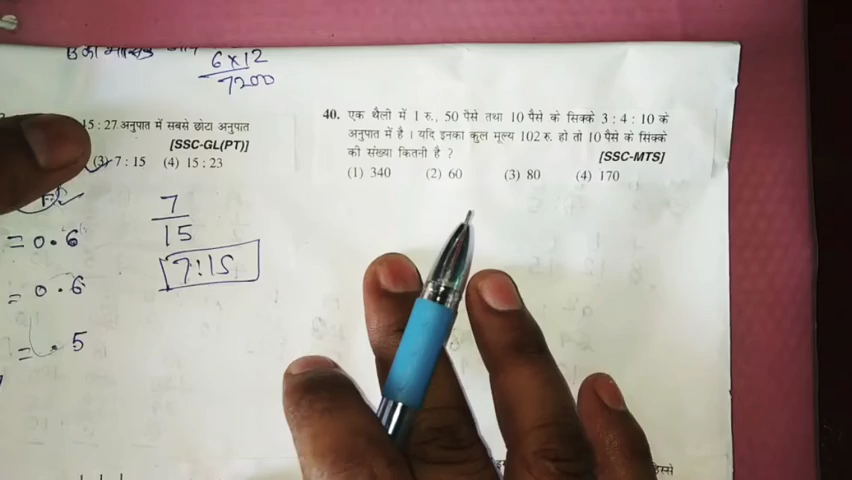 6 × 12
7200
15 : 27 अनुपात में सबसे छोटा अनुपात
[SSC-GL(PT)]
(3) 7 : 15 (4) 15 : 23
= 0.6
= 0.6
= .5
7
15
7:15
40. एक थैली में 1 रु., 50 पैसे तथा 10 पैसे के सिक्के 3 : 4 : 10 के
अनुपात में है । यदि इनका कुल मूल्य 102 रु. हो तो 10 पैसे के सिक्के
की संख्या कितनी है ?
[SSC-MTS]
(1) 340 (2) 60 (3) 80 (4) 170